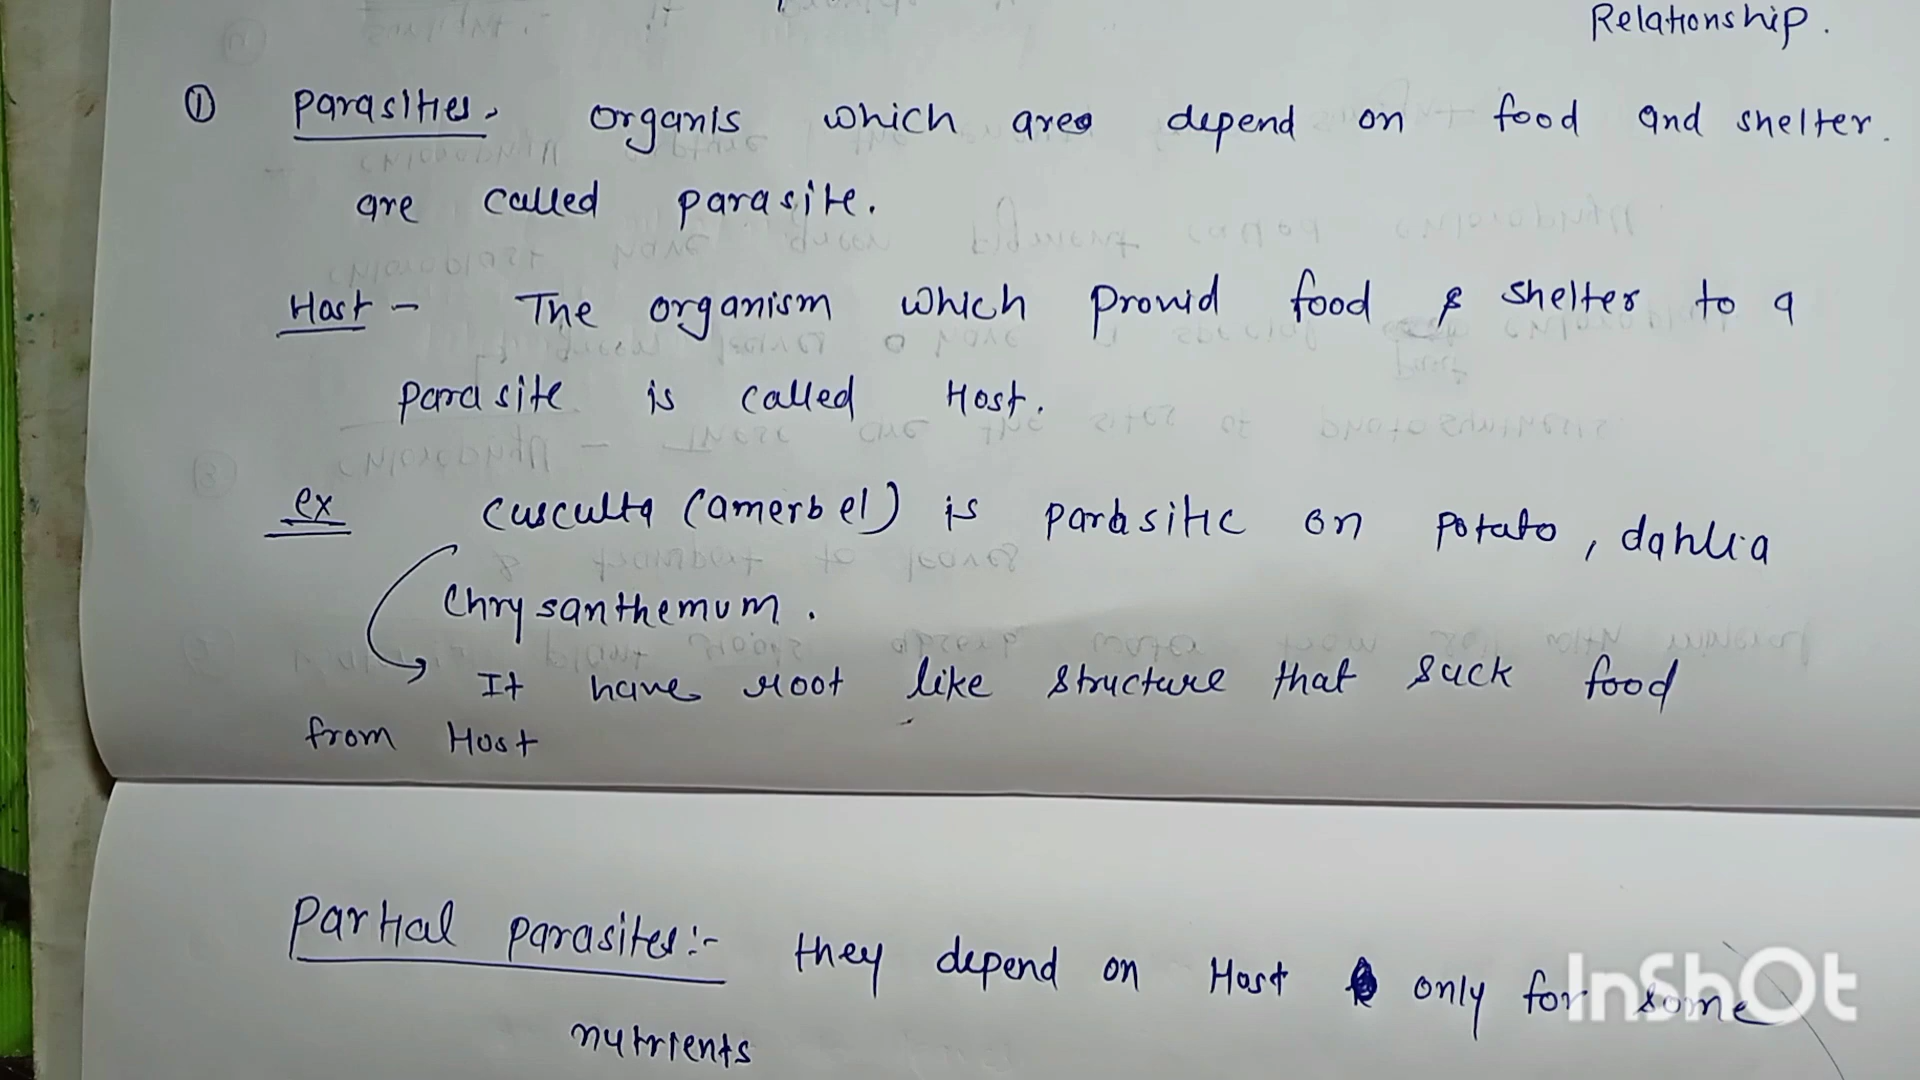 Relationship.
① Parasites. organis which are depend on food and shelter.
are called parasite.
Host - The organism which provid food & shelter to a
parasite is called Host.
ex Cusculta (amerbel) is parasitic on potato, dahlia
Chrysanthemum.
It have root like structure that suck food
from Host
Partial parasites:- they depend on Host only for some
nutrients
InShOt